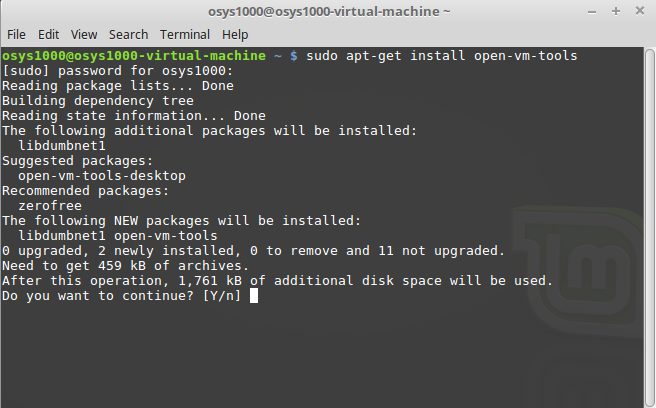 osys1000@osys1000-virtual-machine ~
File Edit View Search Terminal Help
osys1000@osys1000-virtual-machine ~ $ sudo apt-get install open-vm-tools
[sudo] password for osys1000:
Reading package lists... Done
Building dependency tree
Reading state information... Done
The following additional packages will be installed:
  libdumbnet1
Suggested packages:
  open-vm-tools-desktop
Recommended packages:
  zerofree
The following NEW packages will be installed:
  libdumbnet1 open-vm-tools
0 upgraded, 2 newly installed, 0 to remove and 11 not upgraded.
Need to get 459 kB of archives.
After this operation, 1,761 kB of additional disk space will be used.
Do you want to continue? [Y/n]